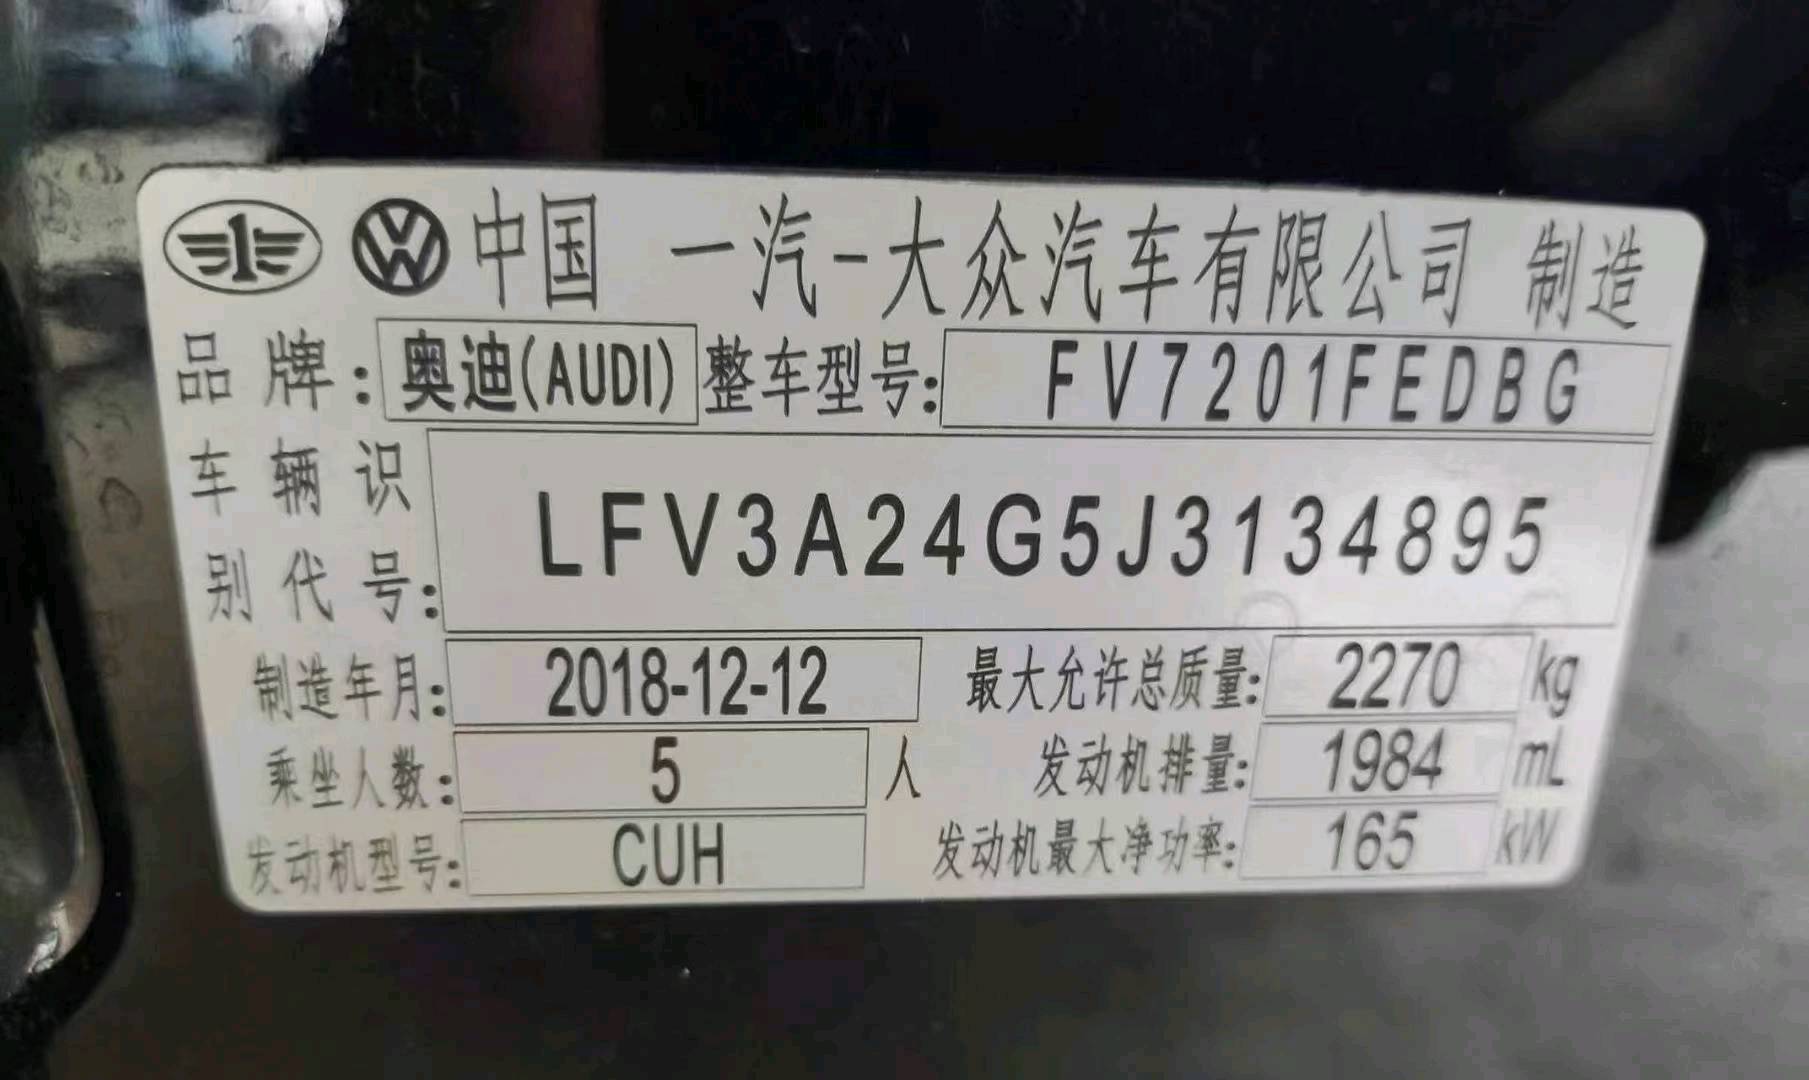 中国 一汽-大众汽车有限公司 制造
品牌: 奥迪(AUDI) 整车型号: FV7201FEDBG
车辆识别代号: LFV3A24G5J3134895
制造年月: 2018-12-12 最大允许总质量: 2270 kg
乘坐人数: 5 人 发动机排量: 1984 mL
发动机型号: CUH 发动机最大净功率: 165 kW